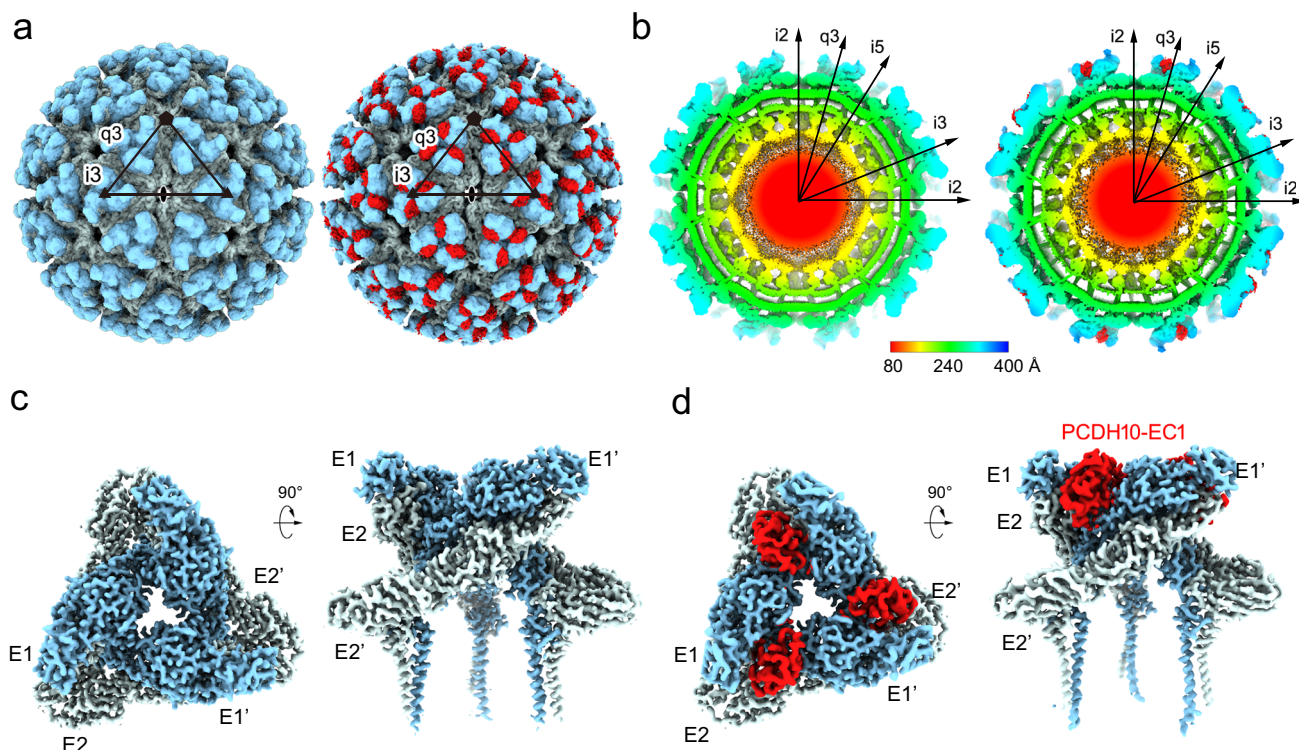 a
q3
i3
q3
i3
b
i2
q3
i5
i3
i2
i2
q3
i5
i3
i2
80 240 400 Å
c
E1
E2
E2'
E1'
90°
E1
E2
E2'
E1'
d
E1
E2
E2'
E1'
90°
PCDH10-EC1
E1
E2
E2'
E1'